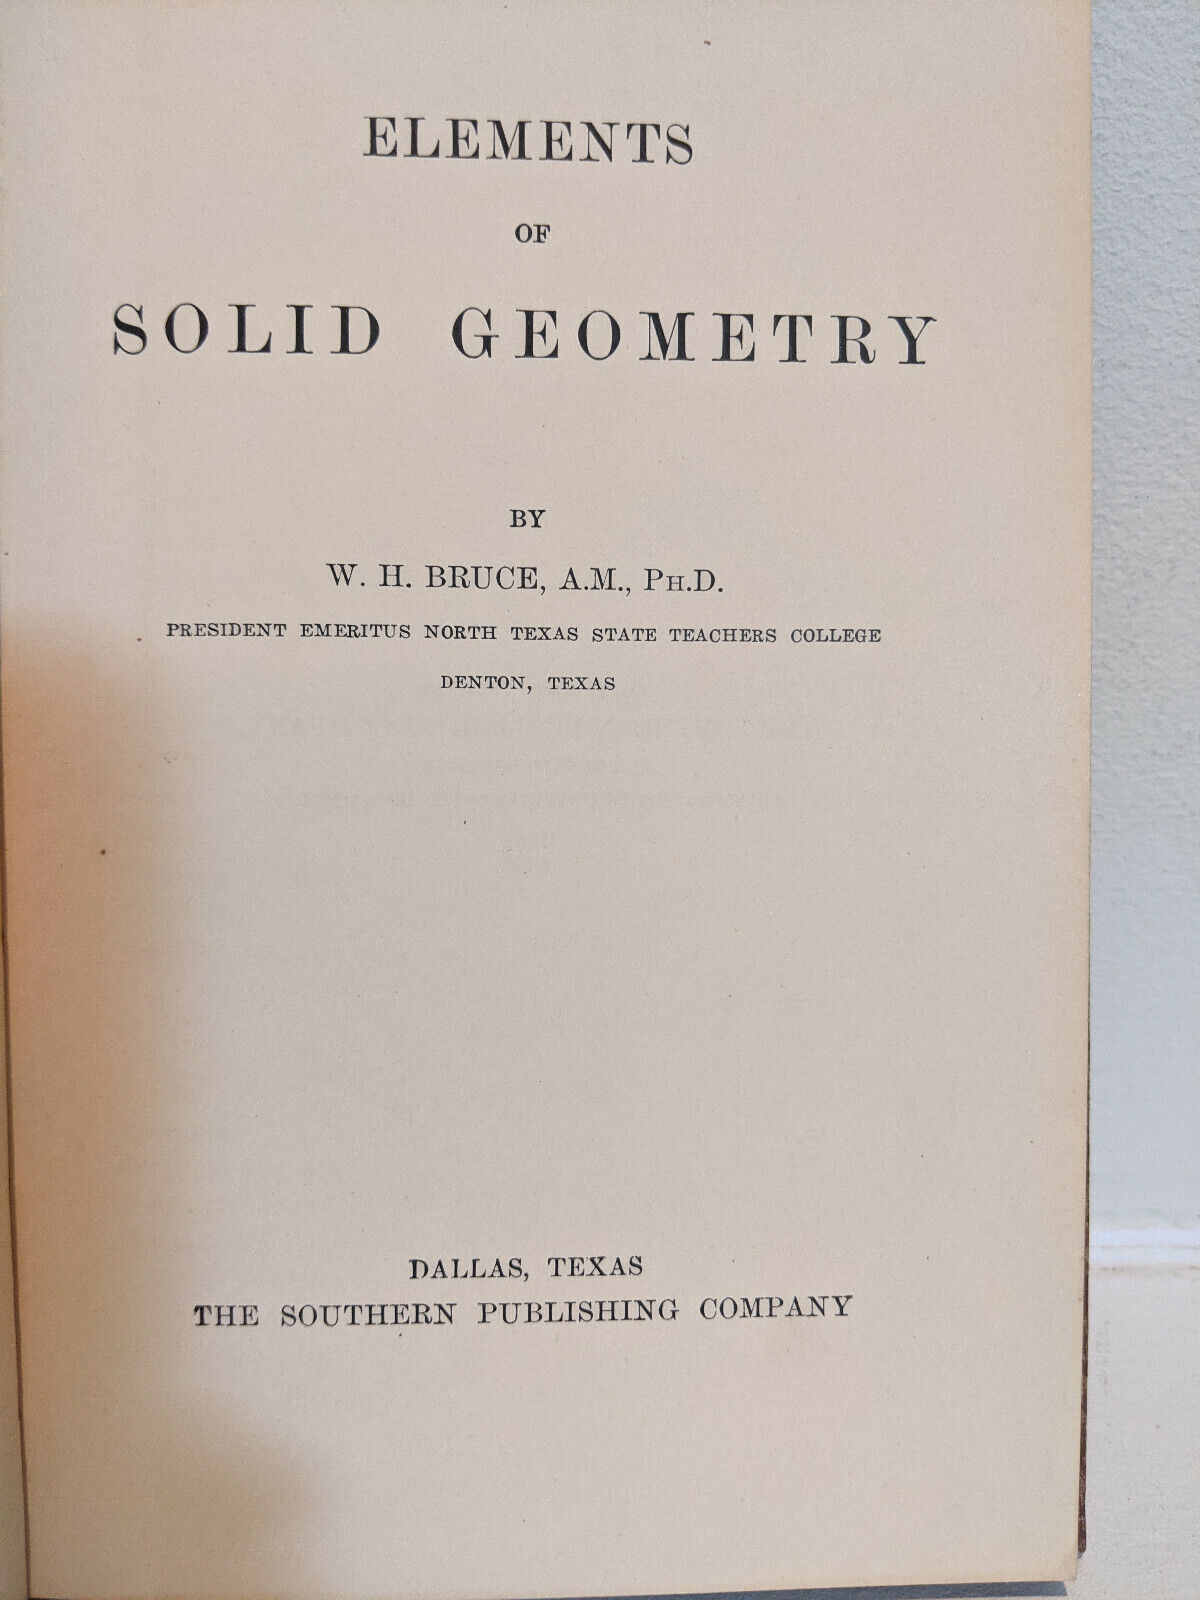 ELEMENTS
OF
SOLID GEOMETRY
BY
W. H. BRUCE, A.M., PH.D.
PRESIDENT EMERITUS NORTH TEXAS STATE TEACHERS COLLEGE
DENTON, TEXAS
DALLAS, TEXAS
THE SOUTHERN PUBLISHING COMPANY